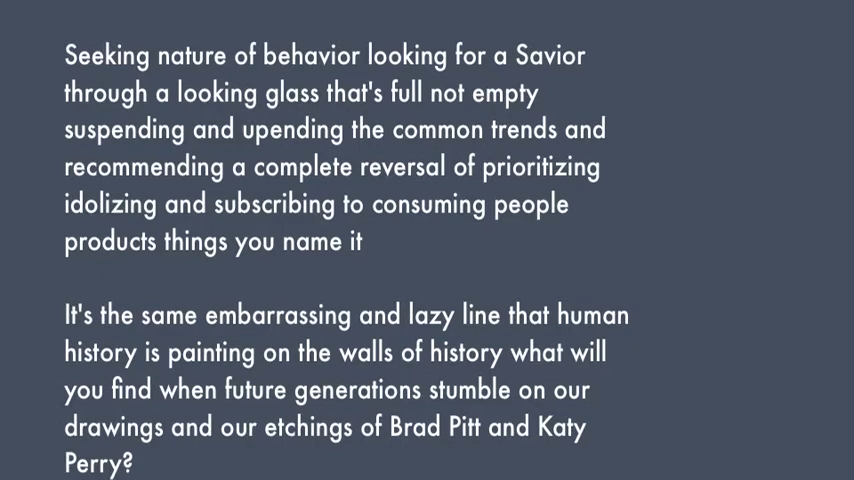 Seeking nature of behavior looking for a Savior
through a looking glass that's full not empty
suspending and upending the common trends and
recommending a complete reversal of prioritizing
idolizing and subscribing to consuming people
products things you name it
It's the same embarrassing and lazy line that human
history is painting on the walls of history what will
you find when future generations stumble on our
drawings and our etchings of Brad Pitt and Katy
Perry?